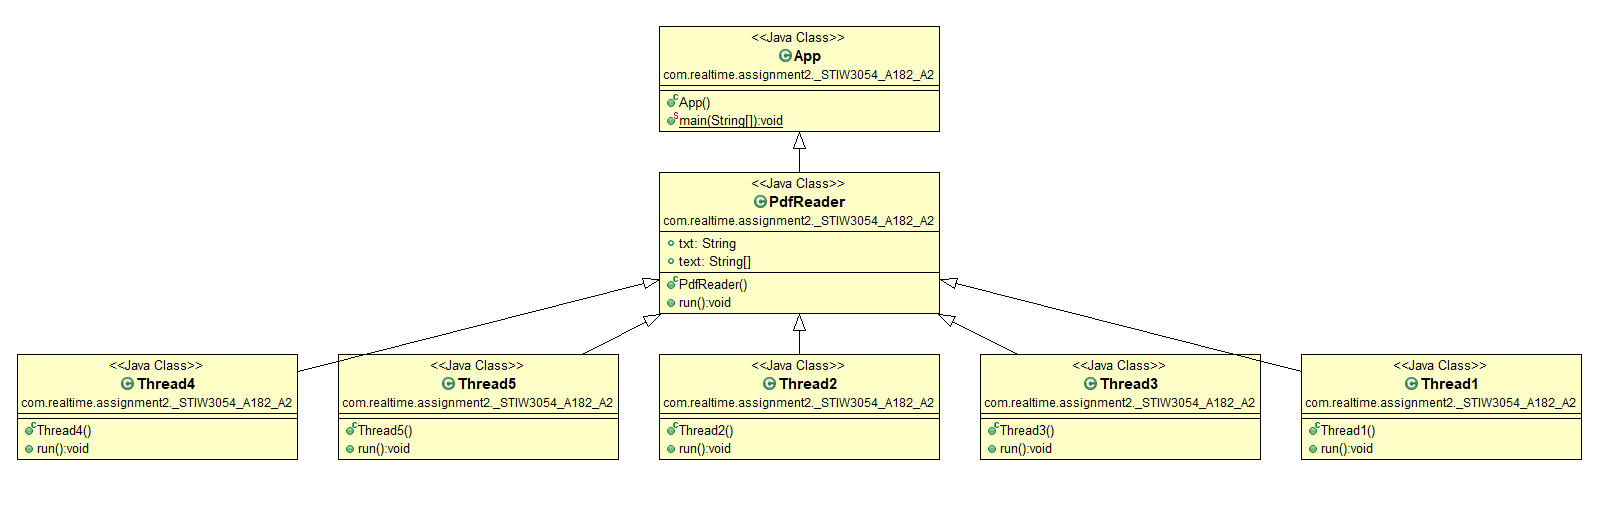 <<Java Class>>
App
com.realtime.assignment2._STIW3054_A182_A2
App()
main(String[]):void
<<Java Class>>
PdfReader
com.realtime.assignment2._STIW3054_A182_A2
txt: String
text: String[]
PdfReader()
run():void
<<Java Class>>
Thread4
com.realtime.assignment2._STIW3054_A182_A2
Thread4()
run():void
<<Java Class>>
Thread5
com.realtime.assignment2._STIW3054_A182_A2
Thread5()
run():void
<<Java Class>>
Thread2
com.realtime.assignment2._STIW3054_A182_A2
Thread2()
run():void
<<Java Class>>
Thread3
com.realtime.assignment2._STIW3054_A182_A2
Thread3()
run():void
<<Java Class>>
Thread1
com.realtime.assignment2._STIW3054_A182_A2
Thread1()
run():void